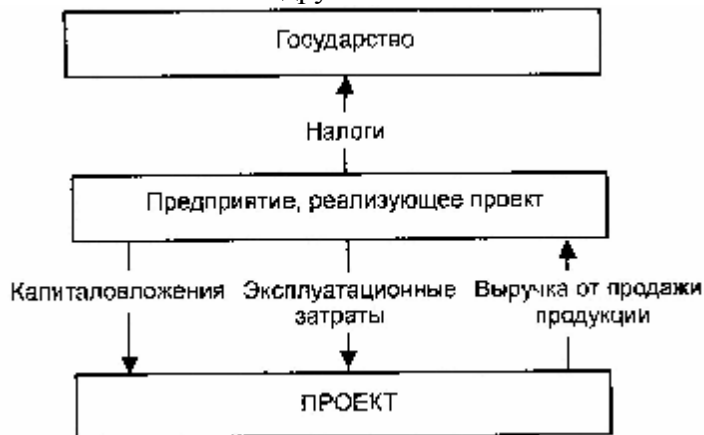 Государство
Налоги
Предприятие, реализующее проект
Капиталовложения Эксплуатационные Выручка от продажи
затраты продукции
ПРОЕКТ